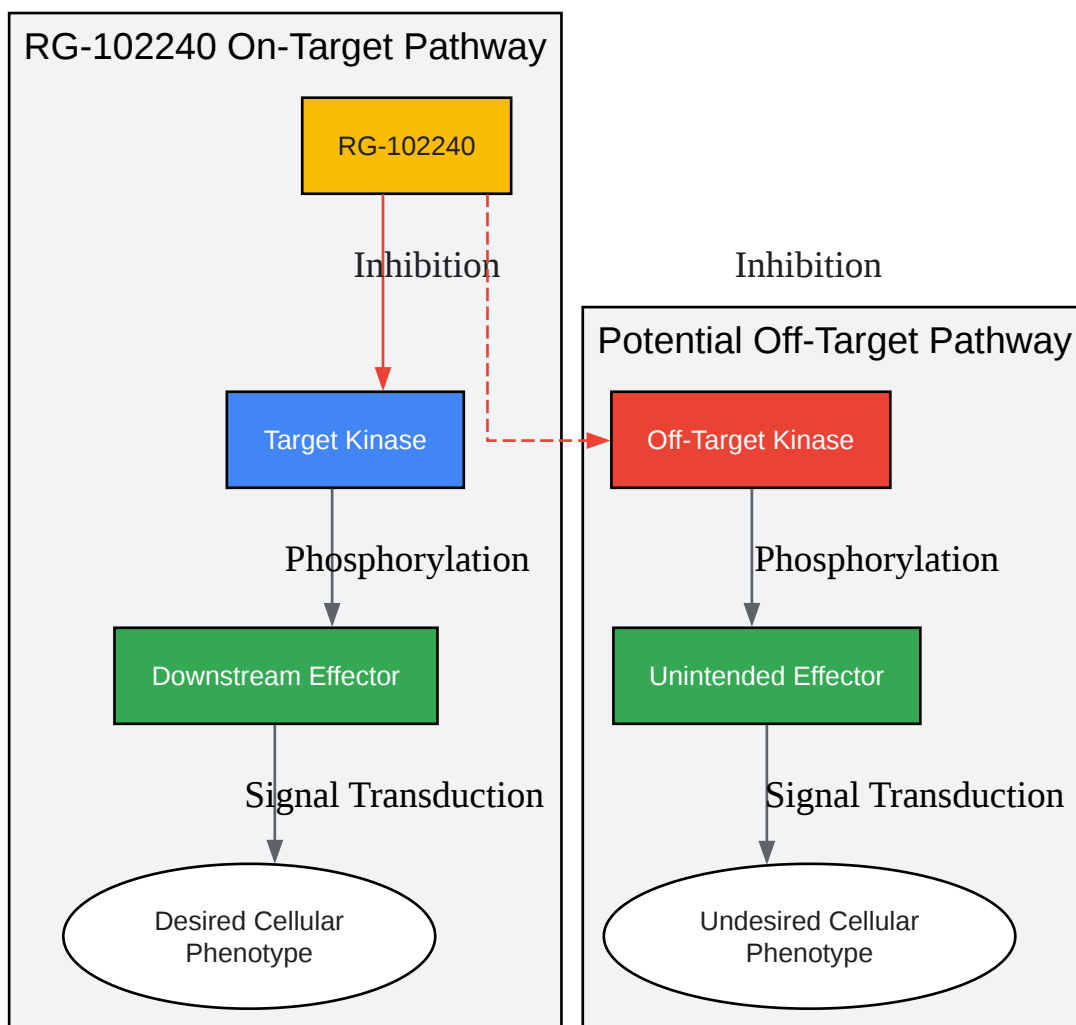 RG-102240 On-Target Pathway
RG-102240
Inhibition
Target Kinase
Phosphorylation
Downstream Effector
Signal Transduction
Desired Cellular
Phenotype
Inhibition
Potential Off-Target Pathway
Off-Target Kinase
Phosphorylation
Unintended Effector
Signal Transduction
Undesired Cellular
Phenotype